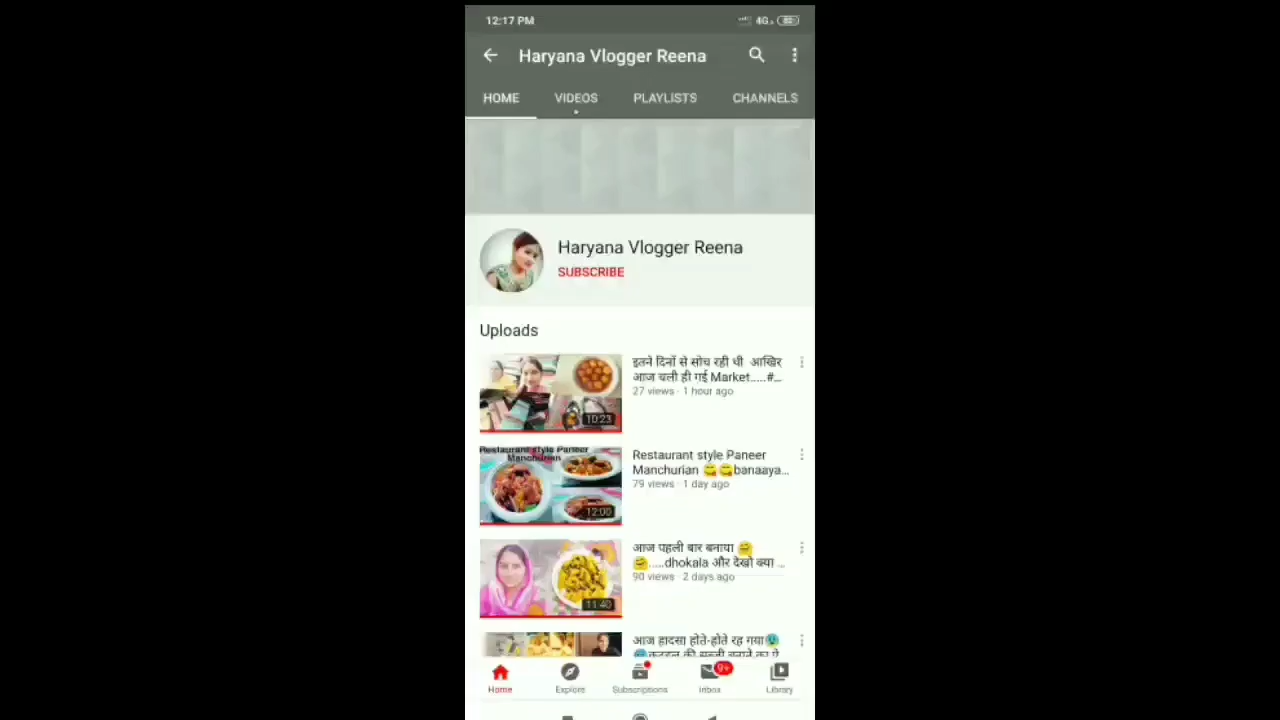 12:17 PM
4G
Haryana Vlogger Reena
HOME
VIDEOS
PLAYLISTS
CHANNELS
Haryana Vlogger Reena
SUBSCRIBE
Uploads
इतने दिनों से सोच रही थी आखिर
आज चली ही गई Market.....#...
27 views · 1 hour ago
10:23
Restaurant style Paneer
Manchurian
12:00
Restaurant style Paneer
Manchurian 😋😋banaaya...
79 views · 1 day ago
आज पहली बार बनाया 🤗
🤗.....dhokala और देखो क्या ...
90 views · 2 days ago
11:40
आज हादसा होते-होते रह गया😰
😰कटहल की सब्जी बनाने का ऐ
Home
Explore
Subscriptions
9+
Inbox
Library